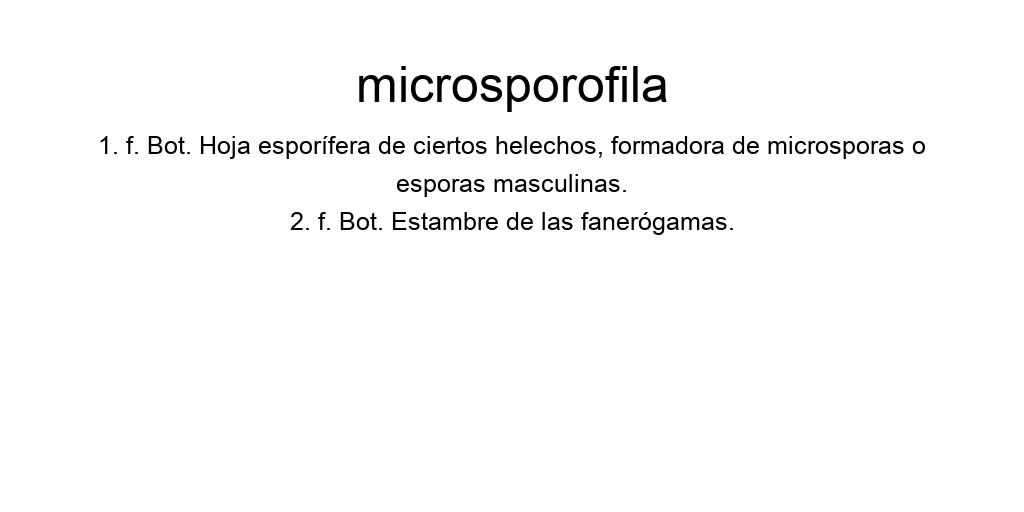 microsporofila
1. f. Bot. Hoja esporífera de ciertos helechos, formadora de microsporas o
esporas masculinas.
2. f. Bot. Estambre de las fanerógamas.